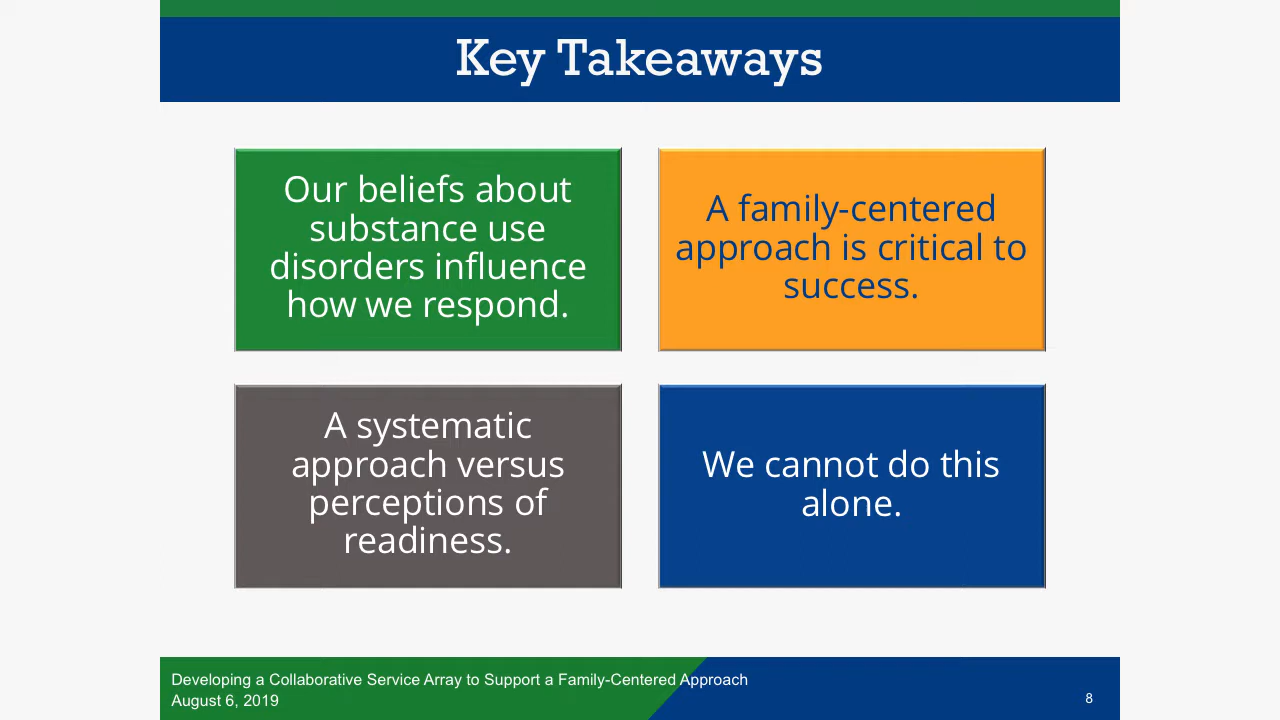 Key Takeaways
Our beliefs about
substance use
disorders influence
how we respond.
A family-centered
approach is critical to
success.
A systematic
approach versus
perceptions of
readiness.
We cannot do this
alone.
Developing a Collaborative Service Array to Support a Family-Centered Approach
August 6, 2019
8